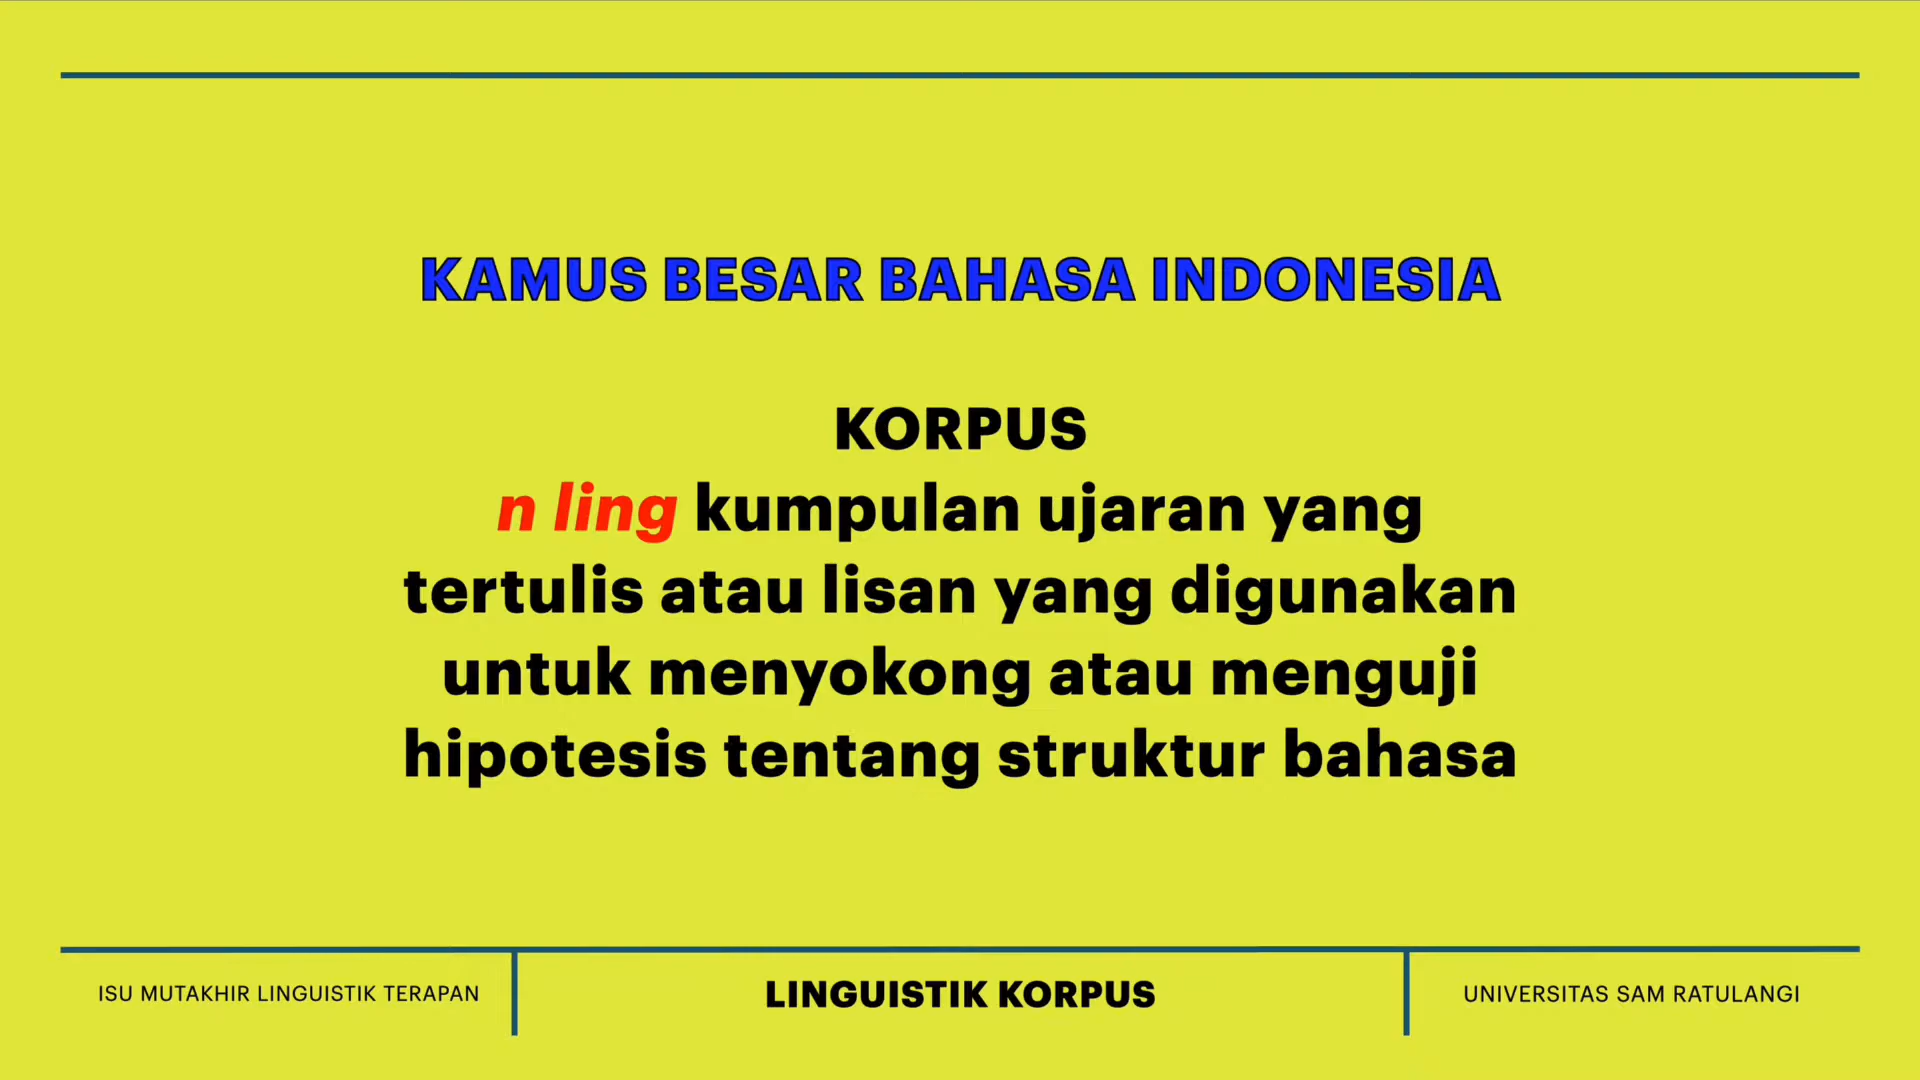 KAMUS BESAR BAHASA INDONESIA
KORPUS
n ling kumpulan ujaran yang
tertulis atau lisan yang digunakan
untuk menyokong atau menguji
hipotesis tentang struktur bahasa
ISU MUTAKHIR LINGUISTIK TERAPAN
LINGUISTIK KORPUS
UNIVERSITAS SAM RATULANGI